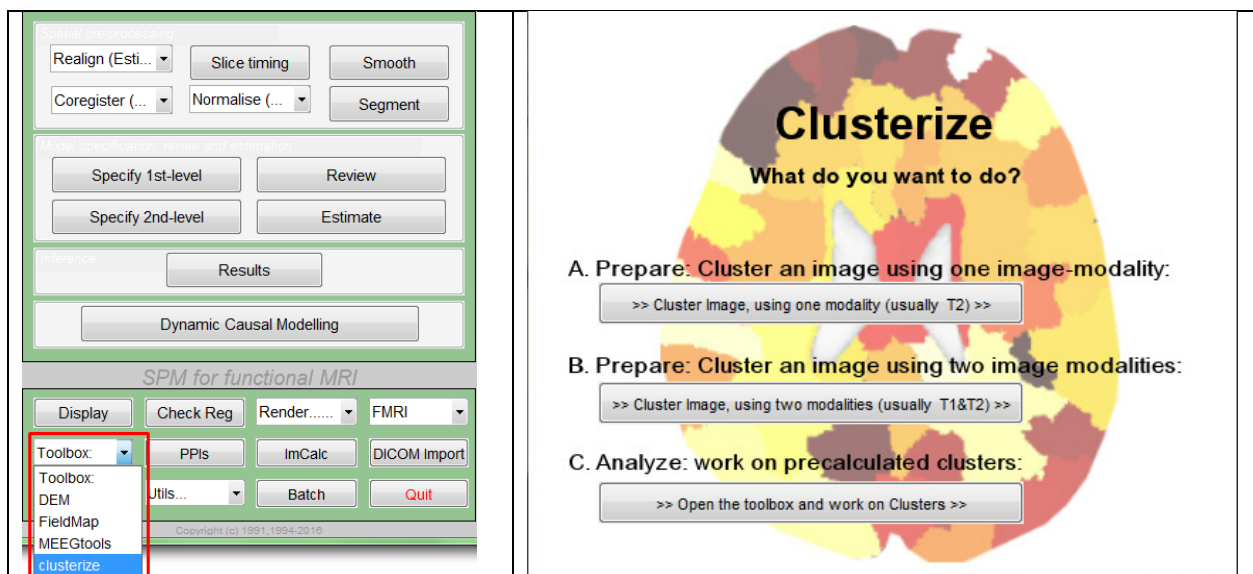 Spatial pre-processing
Realign (Esti...
Slice timing
Smooth
Coregister (...
Normalise (...
Segment
Model specification, review and estimation
Specify 1st-level
Review
Specify 2nd-level
Estimate
Inference
Results
Dynamic Causal Modelling
SPM for functional MRI
Display
Check Reg
Render......
FMRI
Toolbox:
PPIs
ImCalc
DICOM Import
Toolbox:
DEM
FieldMap
MEEGtools
clusterize
Utils...
Batch
Quit
Copyright (c) 1991,1994-2016
Clusterize
What do you want to do?
A. Prepare: Cluster an image using one image-modality:
>> Cluster Image, using one modality (usually T2) >>
B. Prepare: Cluster an image using two image modalities:
>> Cluster Image, using two modalities (usually T1&T2) >>
C. Analyze: work on precalculated clusters:
>> Open the toolbox and work on Clusters >>